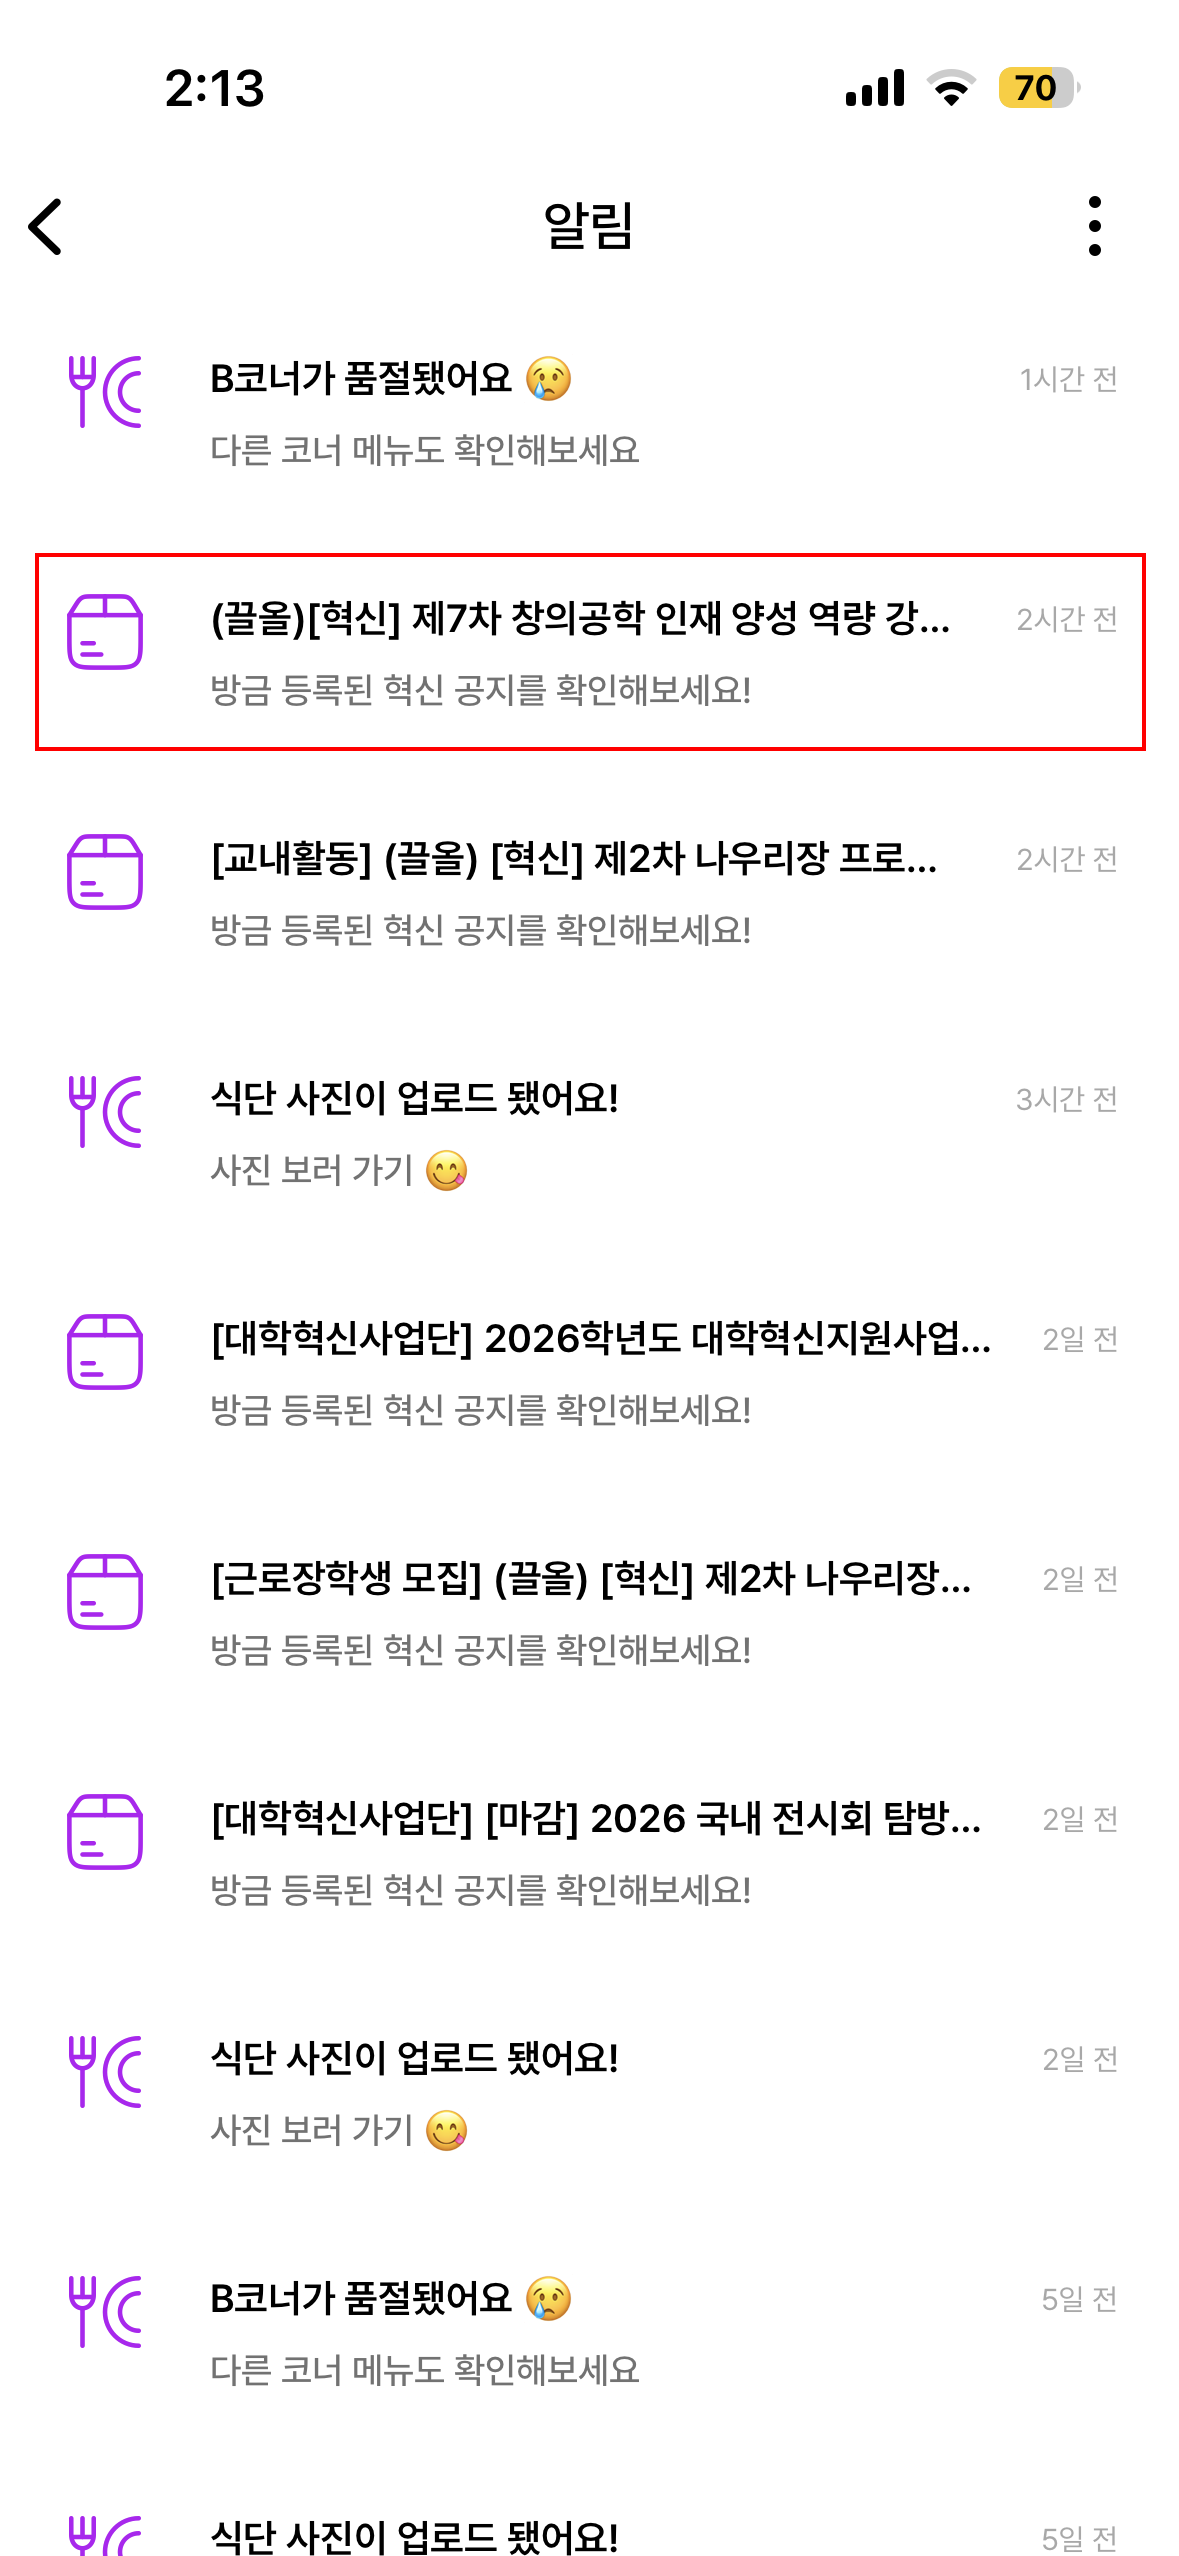 2:13
70
알림
B코너가 품절됐어요 😢
1시간 전
다른 코너 메뉴도 확인해보세요
(끌올)[혁신] 제7차 창의공학 인재 양성 역량 강...
2시간 전
방금 등록된 혁신 공지를 확인해보세요!
[교내활동] (끌올) [혁신] 제2차 나우리장 프로...
2시간 전
방금 등록된 혁신 공지를 확인해보세요!
식단 사진이 업로드 됐어요!
3시간 전
사진 보러 가기 😋
[대학혁신사업단] 2026학년도 대학혁신지원사업...
2일 전
방금 등록된 혁신 공지를 확인해보세요!
[근로장학생 모집] (끌올) [혁신] 제2차 나우리장...
2일 전
방금 등록된 혁신 공지를 확인해보세요!
[대학혁신사업단] [마감] 2026 국내 전시회 탐방...
2일 전
방금 등록된 혁신 공지를 확인해보세요!
식단 사진이 업로드 됐어요!
2일 전
사진 보러 가기 😋
B코너가 품절됐어요 😢
5일 전
다른 코너 메뉴도 확인해보세요
식단 사진이 업로드 됐어요!
5일 전